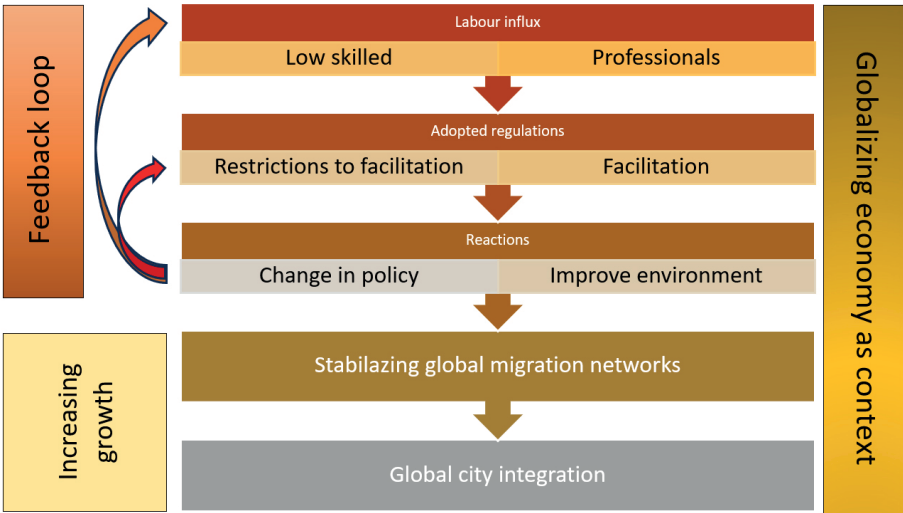 Feedback loop
Labour influx
Low skilled
Professionals
Adopted regulations
Restrictions to facilitation
Facilitation
Reactions
Change in policy
Improve environment
Increasing
growth
Stabilazing global migration networks
Global city integration
Globalizing economy as context